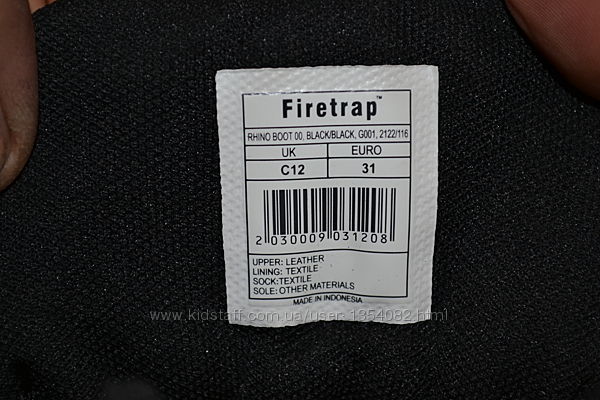 Firetrap™
RHINO BOOT 00, BLACK/BLACK, G001, 2122/116
UK EURO
C12 31
2 030009 031208
UPPER: LEATHER
LINING: TEXTILE
SOCK:TEXTILE
SOLE: OTHER MATERIALS
MADE IN INDONESIA
www.kidstaff.com.ua/user-1354082.html